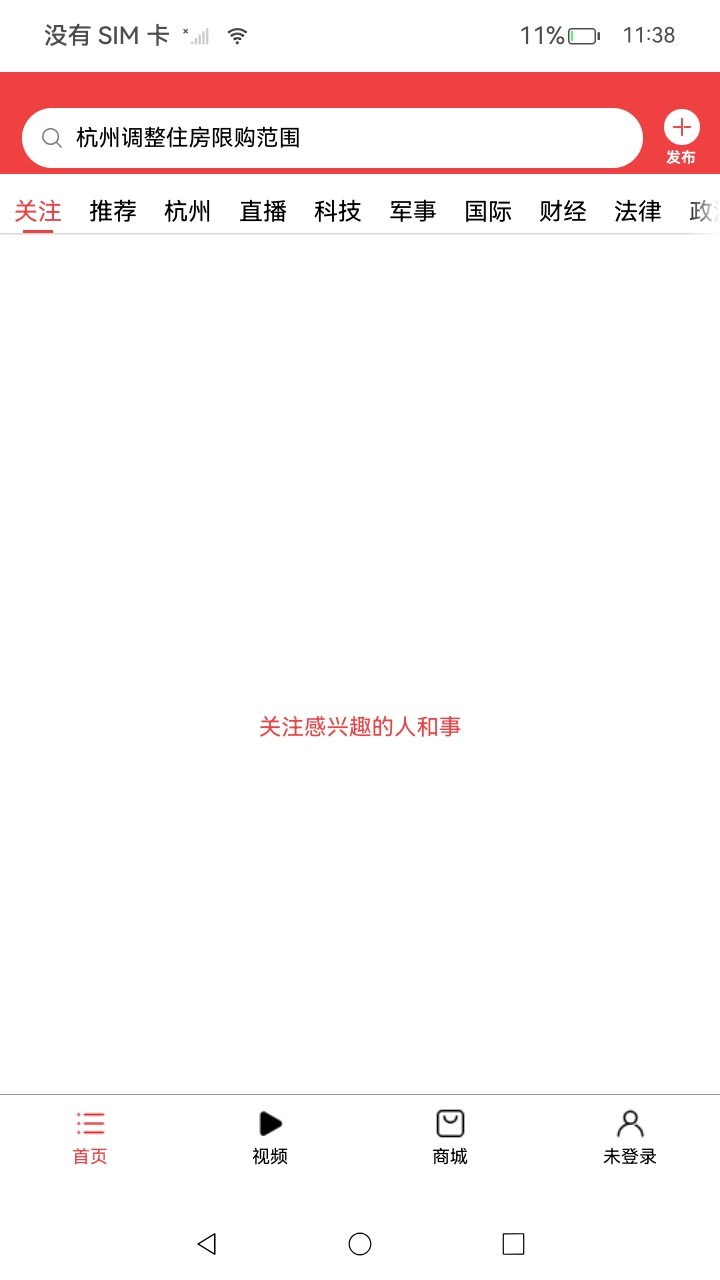 没有 SIM 卡
11% 11:38
杭州调整住房限购范围
发布
关注 推荐 杭州 直播 科技 军事 国际 财经 法律 政
关注感兴趣的人和事
首页 视频 商城 未登录